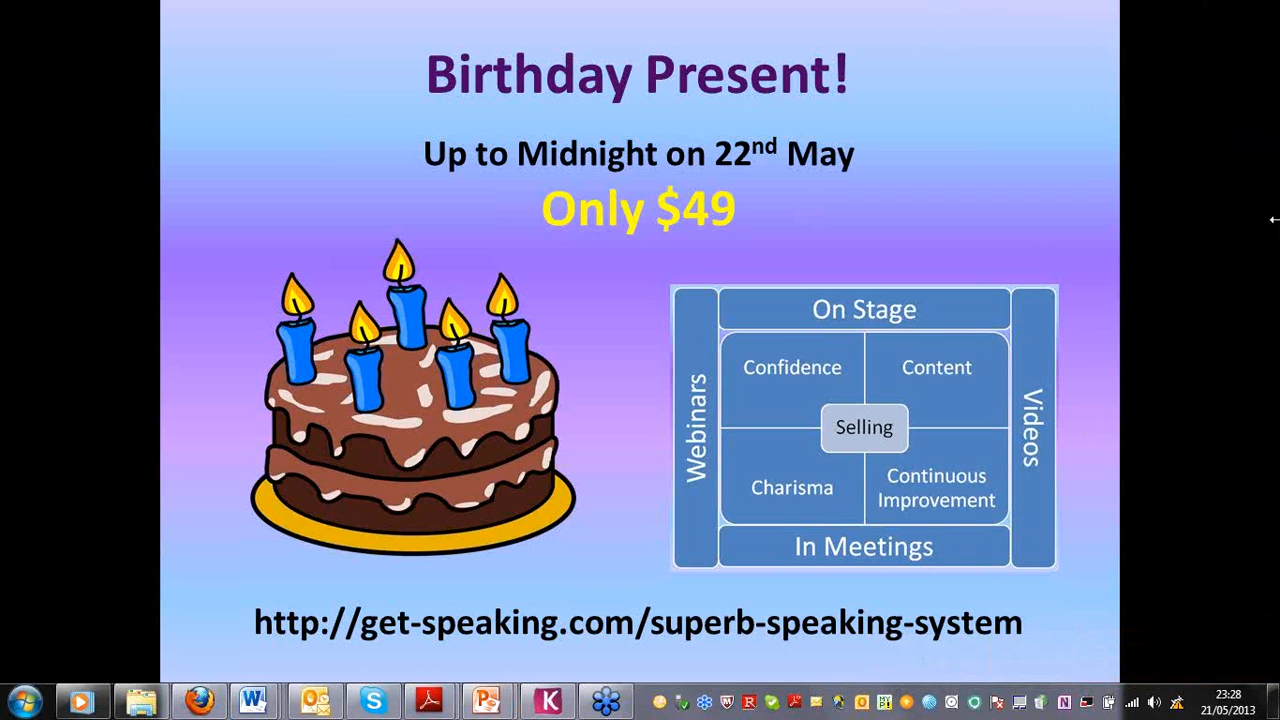 Birthday Present!
Up to Midnight on 22nd May
Only $49
On Stage
Webinars
Confidence
Content
Selling
Charisma
Continuous
Improvement
Videos
In Meetings
http://get-speaking.com/superb-speaking-system
23:28
21/05/2013